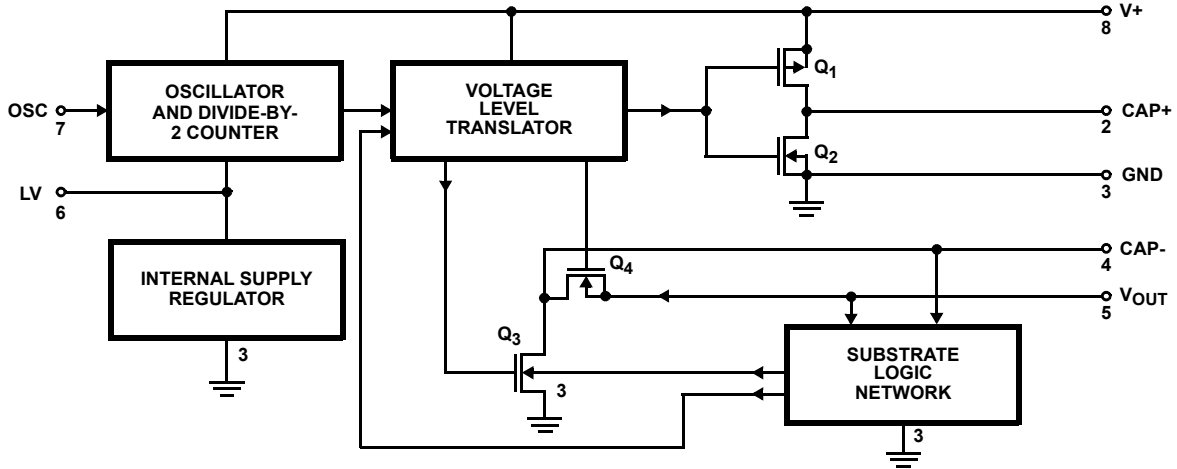 V+
8
OSCILLATOR
AND DIVIDE-BY-
2 COUNTER
VOLTAGE
LEVEL
TRANSLATOR
Q1
OSC
7
CAP+
2
Q2
GND
3
LV
6
CAP-
4
INTERNAL SUPPLY
REGULATOR
Q4
VOUT
5
3
Q3
SUBSTRATE
LOGIC
NETWORK
3
3